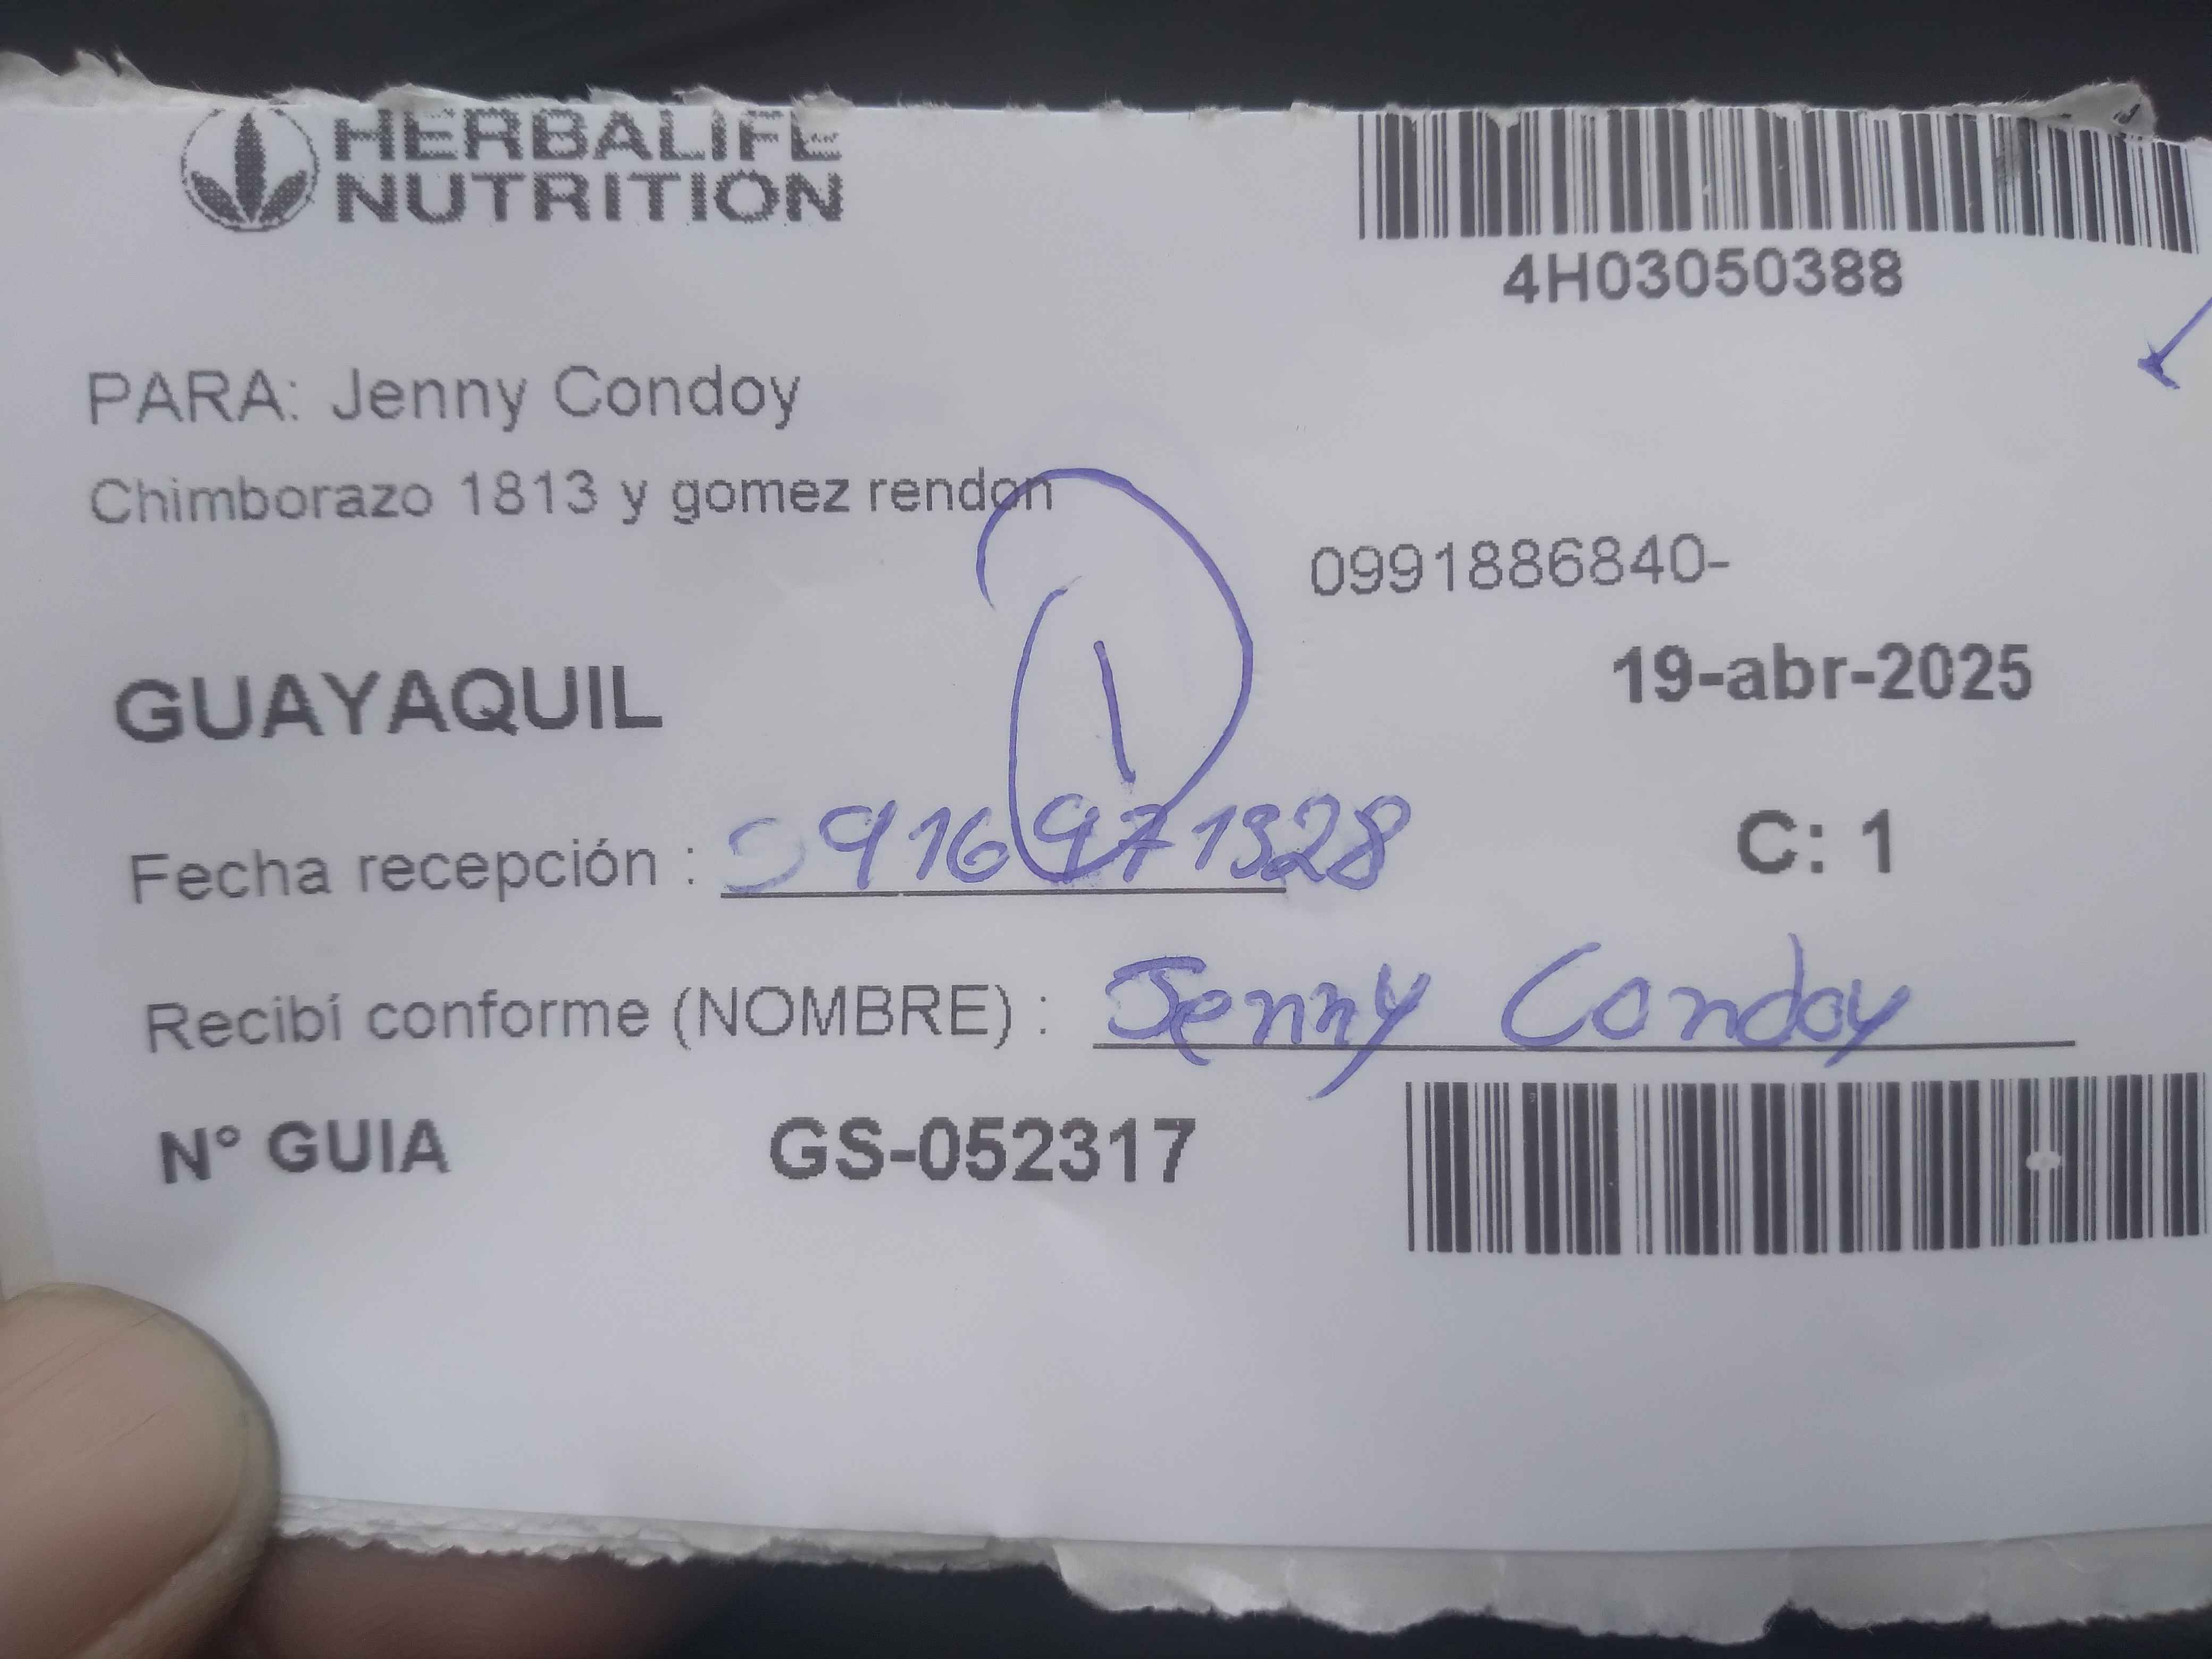 HERBALIFE
NUTRITION
4H03050388
PARA: Jenny Condoy
Chimborazo 1813 y gomez rendon
0991886840-
GUAYAQUIL
19-abr-2025
1
Fecha recepción : 0916971328
C: 1
Recibí conforme (NOMBRE) : Jenny Condoy
N° GUIA GS-052317